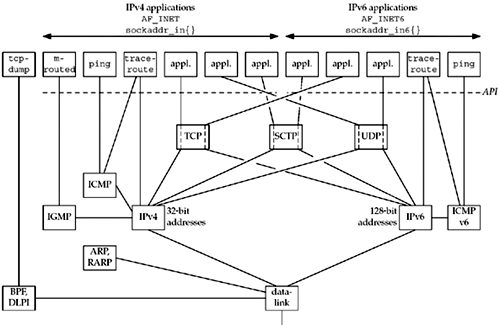 IPv4 applications
AF_INET
sockaddr_in{}
IPv6 applications
AF_INET6
sockaddr_in6{}
tcp-
dump
m-
routed
ping
trace-
route
appl.
appl.
appl.
appl.
appl.
appl.
trace-
route
ping
API
TCP
SCTP
UDP
ICMP
IGMP
IPv4
32-bit
addresses
128-bit
addresses
IPv6
ICMP
v6
ARP,
RARP
BPF,
DLPI
data-
link